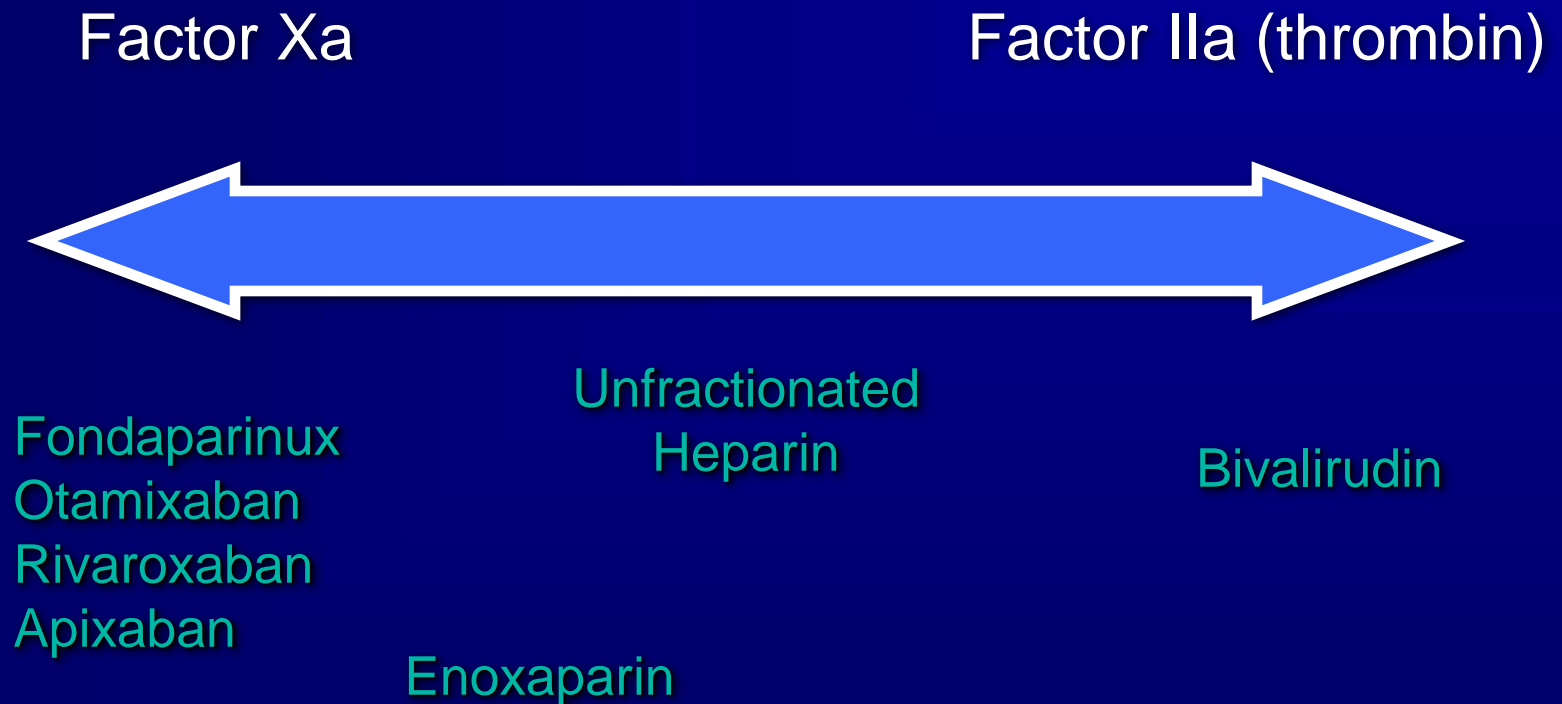 Factor Xa
Factor IIa (thrombin)
Unfractionated
Heparin
Fondaparinux
Otamixaban
Rivaroxaban
Apixaban
Bivalirudin
Enoxaparin